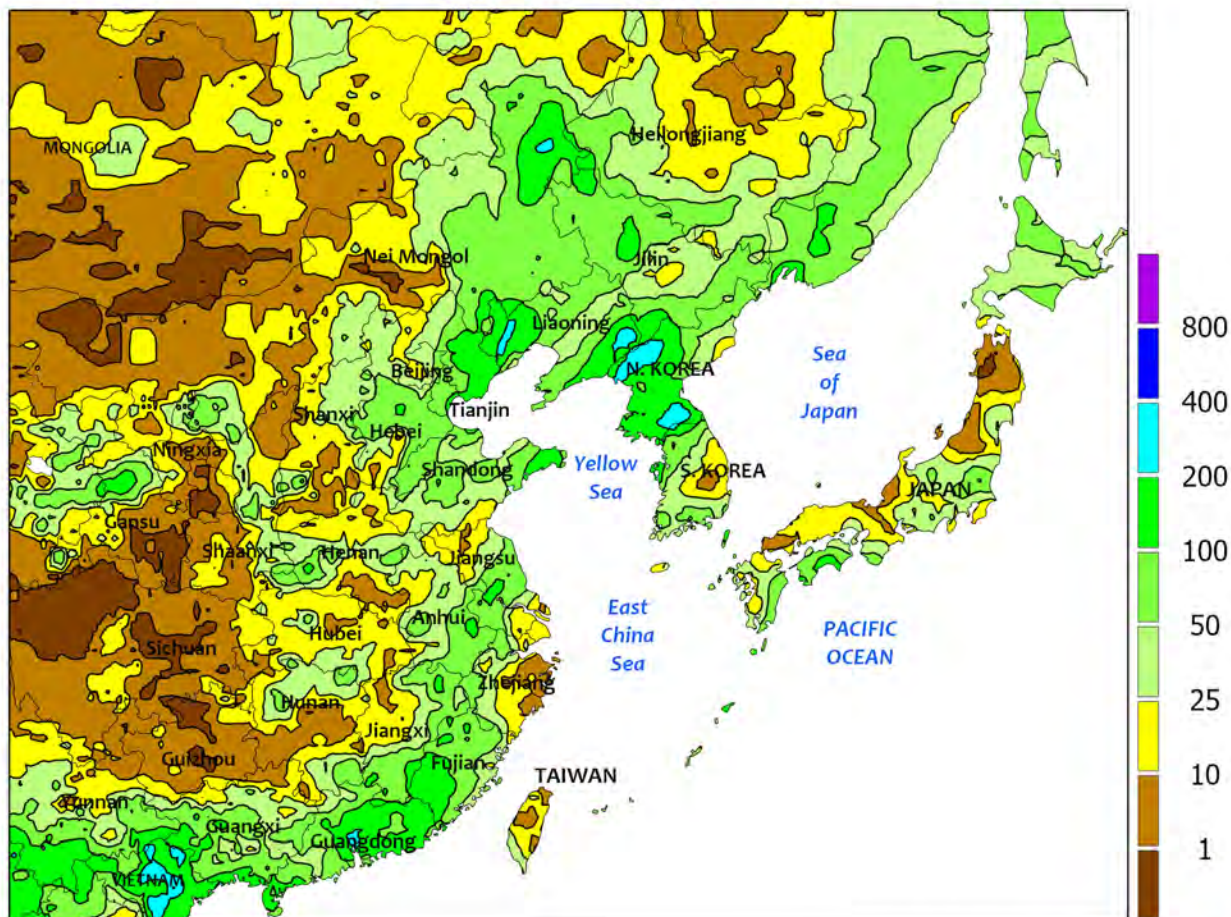 Heilongjiang
MONGOLIA
Nei Mongol
Jilin
Liaoning
Beijing
N. KOREA
Sea
of
Japan
Tianjin
Shanxi
Hebei
Ningxia
Shandong
Yellow
Sea
S. KOREA
JAPAN
Gansu
Shaanxi
Henan
Jiangsu
Anhui
Hubei
East
China
Sea
PACIFIC
OCEAN
Sichuan
Zhejiang
Hunan
Jiangxi
Guizhou
Fujian
TAIWAN
Yunnan
Guangxi
Guangdong
VIETNAM
800
400
200
100
50
25
10
1